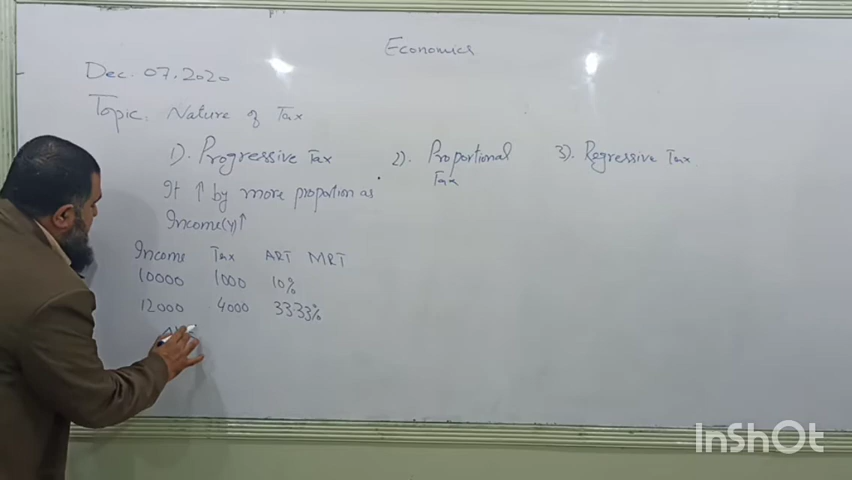 Economics
Dec. 07.2020
Topic: Nature of Tax
1). Progressive Tax
2). Proportional Tax
3). Regressive Tax
It ↑ by more proportion as
Income(y)↑
Income Tax ART MRT
10000 1000 10%
12000 4000 33.33%
InShOt